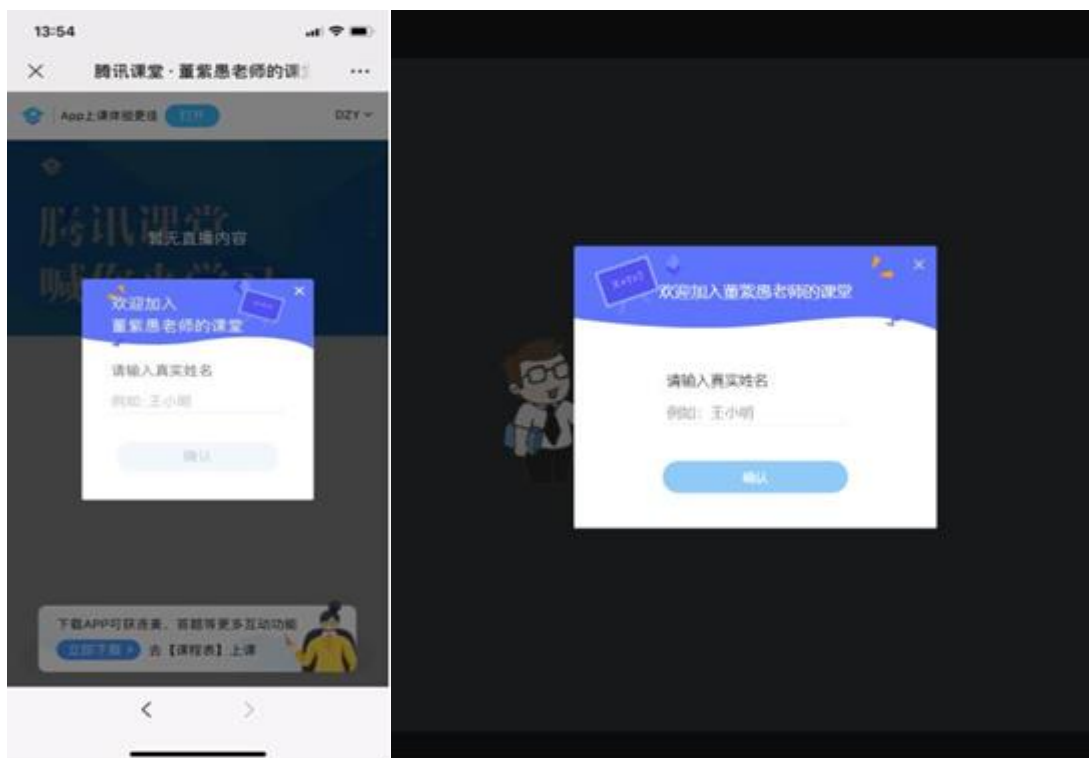 13:54
腾讯课堂·董紫愚老师的课
App上课体验更佳 打开
DZY
腾讯课堂
暂无直播内容
欢迎加入
董紫愚老师的课堂
请输入真实姓名
例如:王小明
确认
下载APP可获连麦、答题等更多互动功能
立即下载 去【课程表】上课
欢迎加入董紫愚老师的课堂
请输入真实姓名
例如:王小明
确认